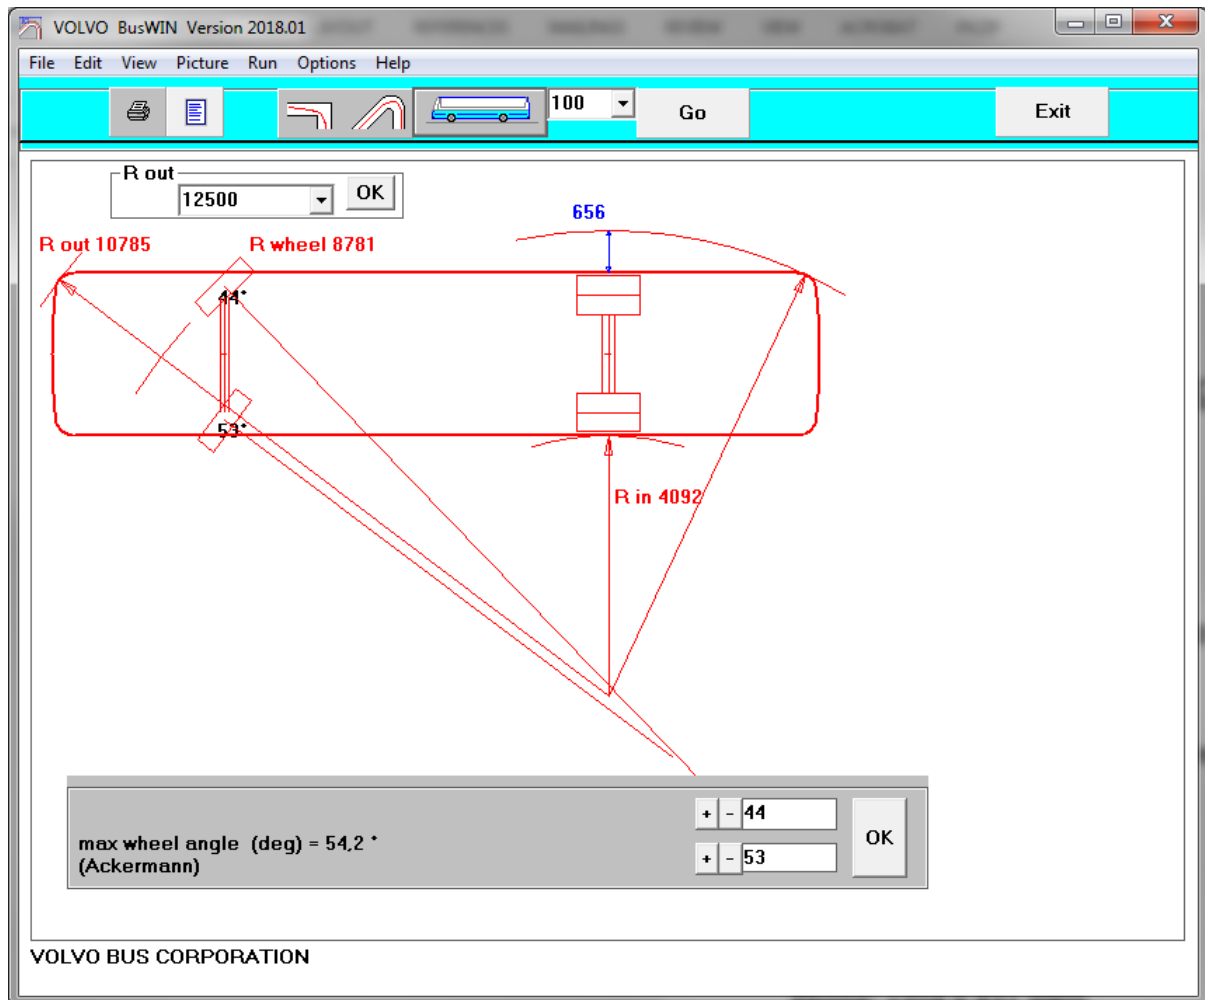 VOLVO BusWIN Version 2018.01
File Edit View Picture Run Options Help
100
Go
Exit
R out
12500
OK
656
R out 10785
R wheel 8781
44°
53°
R in 4092
44
max wheel angle (deg) = 54,2 °
(Ackermann)
+ -
OK
+ - 53
VOLVO BUS CORPORATION